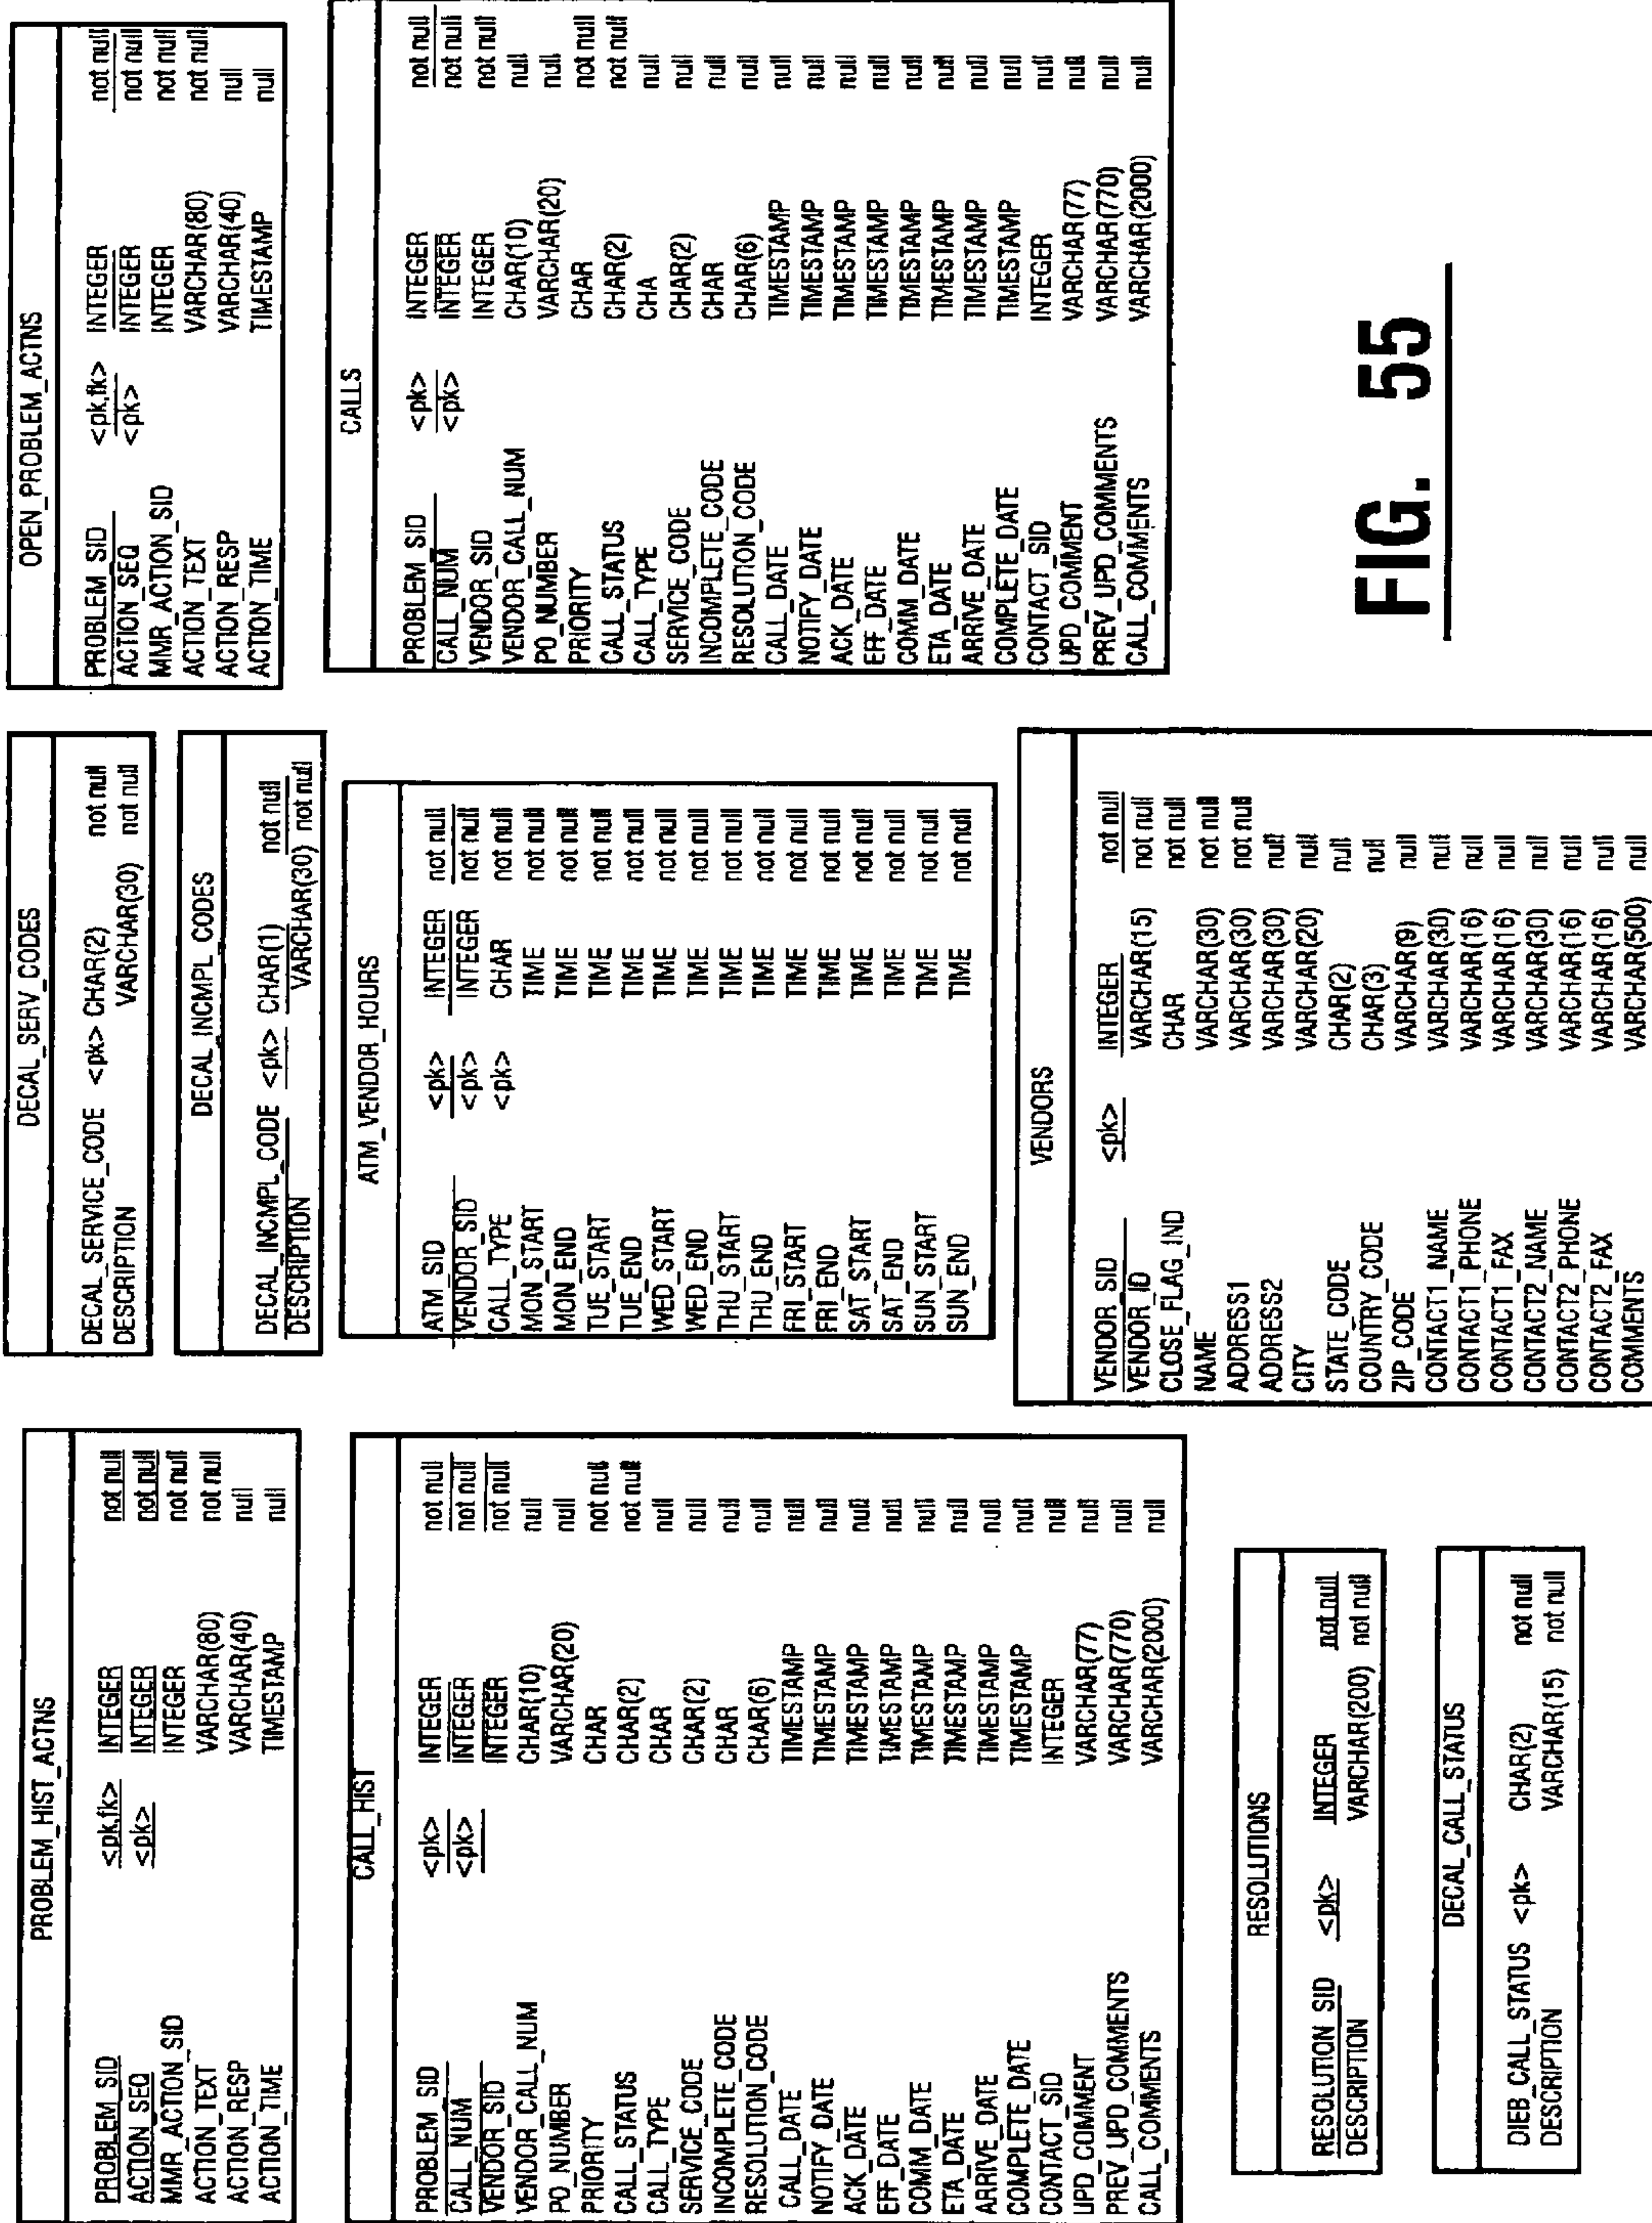 PROBLEM_HIST_ACTNS
PROBLEM_SID <pk,fk> INTEGER not null
ACTION_SEQ <pk> INTEGER not null
MMR_ACTION_SID INTEGER not null
ACTION_TEXT VARCHAR(80) not null
ACTION_RESP VARCHAR(40) null
ACTION_TIME TIMESTAMP null
CALL_HIST
PROBLEM_SID <pk> INTEGER not null
CALL_NUM <pk> INTEGER not null
VENDOR_SID INTEGER not null
VENDOR_CALL_NUM CHAR(10) null
PO_NUMBER VARCHAR(20) null
PRIORITY CHAR not null
CALL_STATUS CHAR(2) not null
CALL_TYPE CHAR null
SERVICE_CODE CHAR(2) null
INCOMPLETE_CODE CHAR null
RESOLUTION_CODE CHAR(6) null
CALL_DATE TIMESTAMP null
NOTIFY_DATE TIMESTAMP null
ACK_DATE TIMESTAMP null
EFF_DATE TIMESTAMP null
COMM_DATE TIMESTAMP null
ETA_DATE TIMESTAMP null
ARRIVE_DATE TIMESTAMP null
COMPLETE_DATE TIMESTAMP null
CONTACT_SID INTEGER null
UPD_COMMENT VARCHAR(77) null
PREV_UPD_COMMENTS VARCHAR(770) null
CALL_COMMENTS VARCHAR(2000) null
RESOLUTIONS
RESOLUTION_SID <pk> INTEGER not null
DESCRIPTION VARCHAR(200) not null
DECAL_CALL_STATUS
DIEB_CALL_STATUS <pk> CHAR(2) not null
DESCRIPTION VARCHAR(15) not null
DECAL_SERV_CODES
DECAL_SERVICE_CODE <pk> CHAR(2) not null
DESCRIPTION VARCHAR(30) not null
DECAL_INCMPL_CODES
DECAL_INCMPL_CODE <pk> CHAR(1) not null
DESCRIPTION VARCHAR(30) not null
ATM_VENDOR_HOURS
ATM_SID <pk> INTEGER not null
VENDOR_SID <pk> INTEGER not null
CALL_TYPE <pk> CHAR not null
MON_START TIME not null
MON_END TIME not null
TUE_START TIME not null
TUE_END TIME not null
WED_START TIME not null
WED_END TIME not null
THU_START TIME not null
THU_END TIME not null
FRI_START TIME not null
FRI_END TIME not null
SAT_START TIME not null
SAT_END TIME not null
SUN_START TIME not null
SUN_END TIME not null
VENDORS
VENDOR_SID <pk> INTEGER not null
VENDOR_ID VARCHAR(15) not null
CLOSE_FLAG_IND CHAR not null
NAME VARCHAR(30) not null
ADDRESS1 VARCHAR(30) not null
ADDRESS2 VARCHAR(30) null
CITY VARCHAR(20) null
STATE_CODE CHAR(2) null
COUNTRY_CODE CHAR(3) null
ZIP_CODE VARCHAR(9) null
CONTACT1_NAME VARCHAR(30) null
CONTACT1_PHONE VARCHAR(16) null
CONTACT1_FAX VARCHAR(16) null
CONTACT2_NAME VARCHAR(30) null
CONTACT2_PHONE VARCHAR(16) null
CONTACT2_FAX VARCHAR(16) null
COMMENTS VARCHAR(500) null
OPEN_PROBLEM_ACTNS
PROBLEM_SID <pk,fk> INTEGER not null
ACTION_SEQ <pk> INTEGER not null
MMR_ACTION_SID INTEGER not null
ACTION_TEXT VARCHAR(80) not null
ACTION_RESP VARCHAR(40) null
ACTION_TIME TIMESTAMP null
CALLS
PROBLEM_SID <pk> INTEGER not null
CALL_NUM <pk> INTEGER not null
VENDOR_SID INTEGER not null
VENDOR_CALL_NUM CHAR(10) null
PO_NUMBER VARCHAR(20) null
PRIORITY CHAR not null
CALL_STATUS CHAR(2) not null
CALL_TYPE CHA null
SERVICE_CODE CHAR(2) null
INCOMPLETE_CODE CHAR null
RESOLUTION_CODE CHAR(6) null
CALL_DATE TIMESTAMP null
NOTIFY_DATE TIMESTAMP null
ACK_DATE TIMESTAMP null
EFF_DATE TIMESTAMP null
COMM_DATE TIMESTAMP null
ETA_DATE TIMESTAMP null
ARRIVE_DATE TIMESTAMP null
COMPLETE_DATE TIMESTAMP null
CONTACT_SID INTEGER null
UPD_COMMENT VARCHAR(77) null
PREV_UPD_COMMENTS VARCHAR(770) null
CALL_COMMENTS VARCHAR(2000) null
FIG. 55